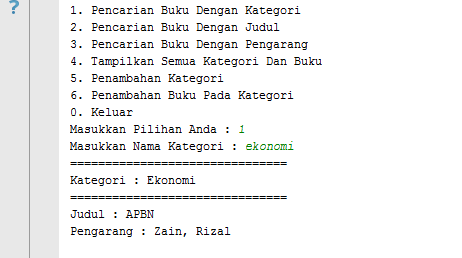 ?
1. Pencarian Buku Dengan Kategori
2. Pencarian Buku Dengan Judul
3. Pencarian Buku Dengan Pengarang
4. Tampilkan Semua Kategori Dan Buku
5. Penambahan Kategori
6. Penambahan Buku Pada Kategori
0. Keluar
Masukkan Pilihan Anda : 1
Masukkan Nama Kategori : ekonomi
===============================
Kategori : Ekonomi
===============================
Judul : APBN
Pengarang : Zain, Rizal